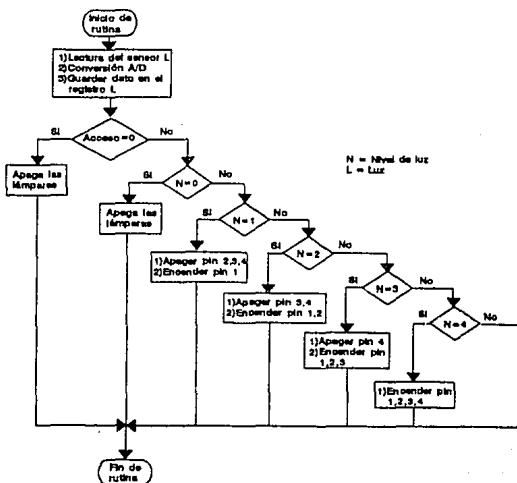 Inicio de
rutina
1)Lectura del sensor L
2)Conversión A/D
3)Guardar dato en el
registro L
Acceso=0
SI
No
Apaga las
lámparas
N = Nivel de luz
L = Luz
N=0
SI
No
Apaga las
lámparas
N=1
SI
No
1)Apagar pin 2,3,4
2)Encender pin 1
N=2
SI
No
1)Apagar pin 3,4
2)Encender pin 1,2
N=3
SI
No
1)Apagar pin 4
2)Encender pin
1,2,3
N=4
SI
No
1)Encender pin
1,2,3,4
Fin de
rutina